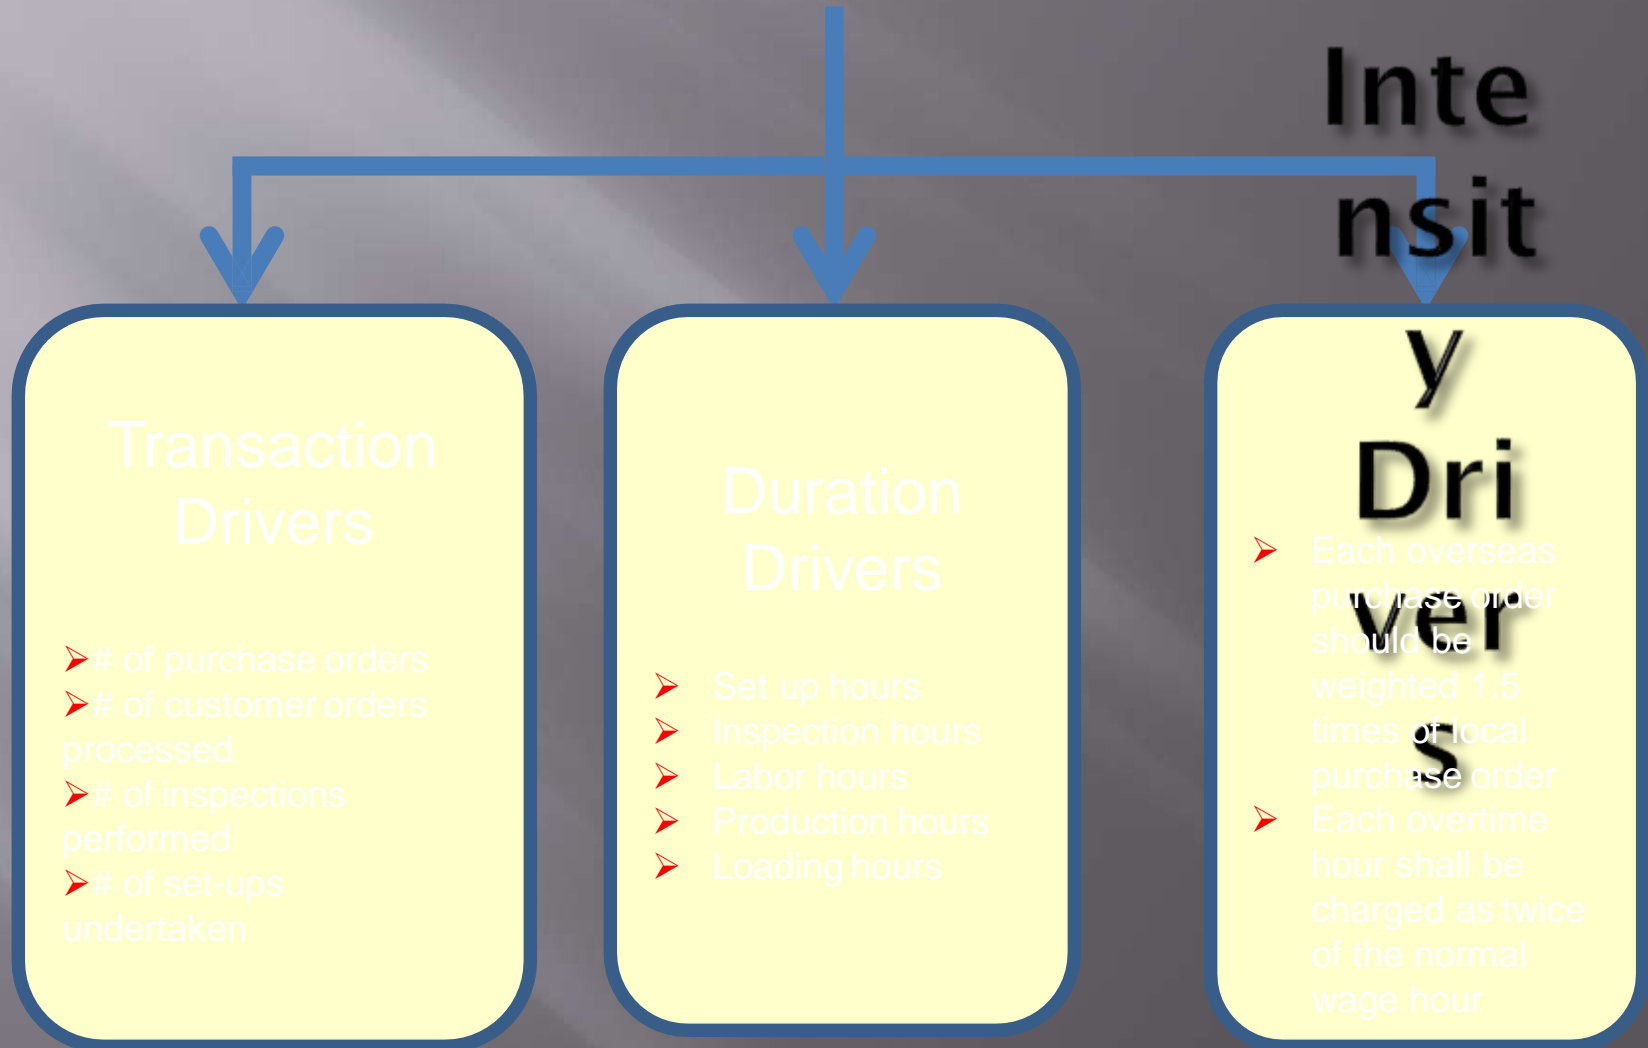 Transaction
Drivers
# of purchase orders
# of customer orders
processed
# of inspections
performed
# of set-ups
undertaken
Duration
Drivers
Set up hours
Inspection hours
Labor hours
Production hours
Loading hours
Inte
nsit
y
Dri
ver
s
Each overseas
purchase order
should be
weighted 1.5
times of local
purchase order
Each overtime
hour shall be
charged as twice
of the normal
wage hour